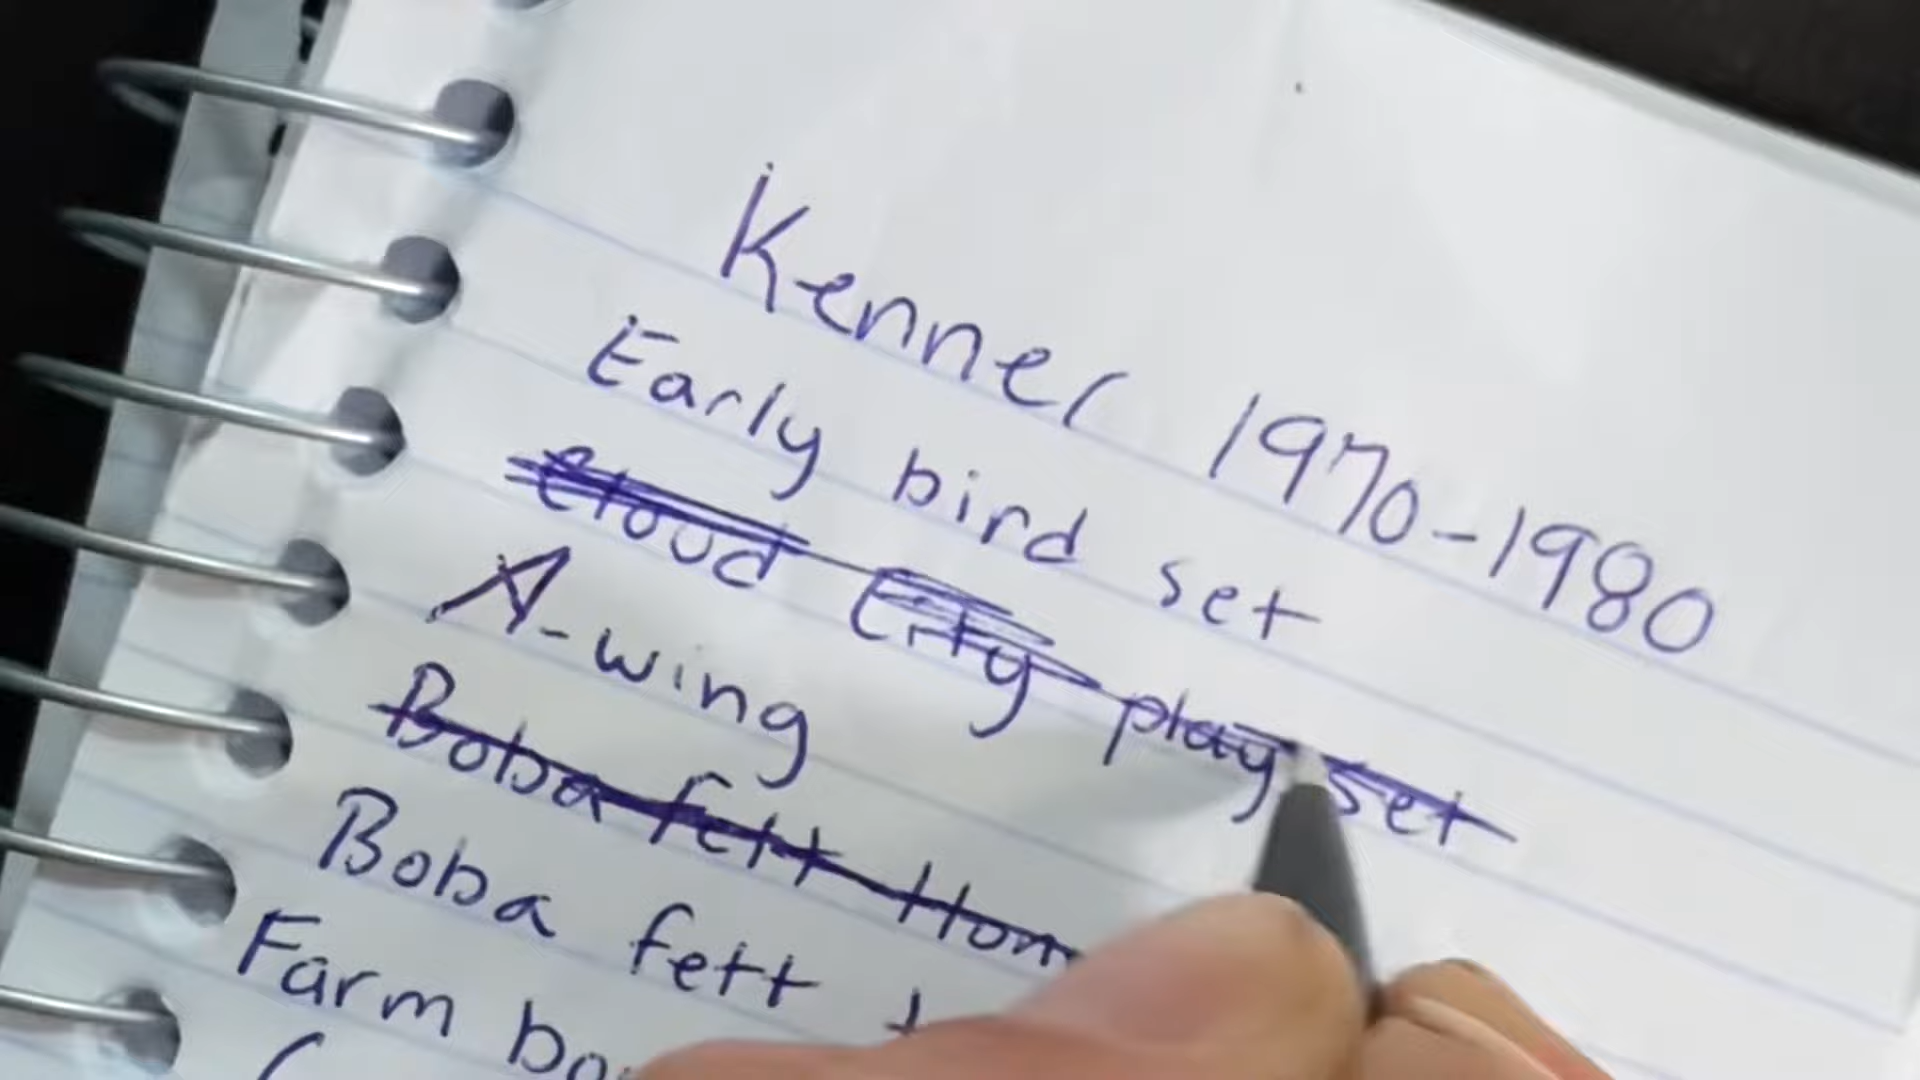 Kenner 1970-1980
Early bird set
Cloud City play set
A-wing
Boba fett
Boba fett
Farm